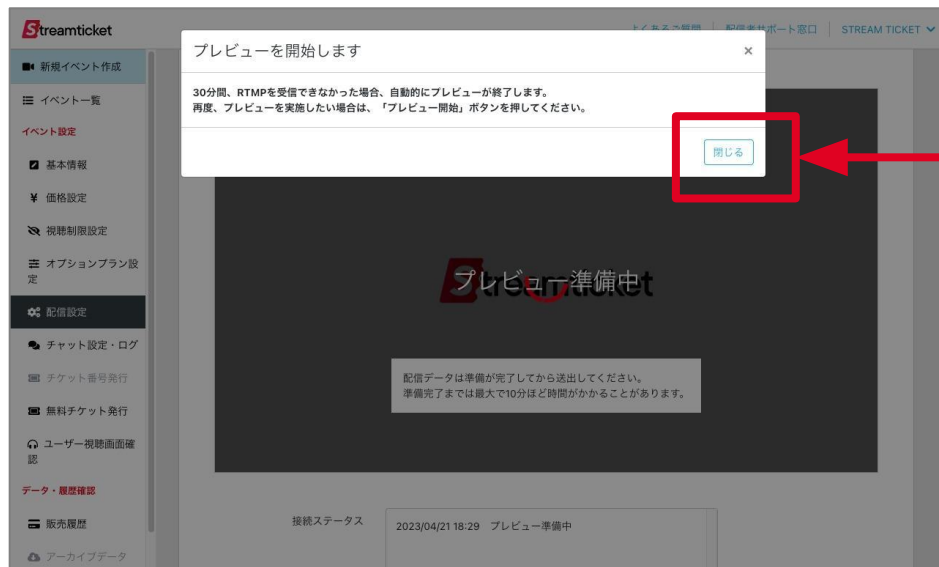 Streamticket
よくあるご質問
配信者サポート窓口
STREAM TICKET
新規イベント作成
イベント一覧
イベント設定
基本情報
価格設定
視聴制限設定
オプションプラン設
定
配信設定
チャット設定・ログ
チケット番号発行
無料チケット発行
ユーザー視聴画面確
認
データ・履歴確認
販売履歴
アーカイブデータ
プレビューを開始します
×
30分間、RTMPを受信できなかった場合、自動的にプレビューが終了します。
再度、プレビューを実施したい場合は、「プレビュー開始」ボタンを押してください。
閉じる
Streamticket
プレビュー準備中
配信データは準備が完了してから送出してください。
準備完了までは最大で10分ほど時間がかかることがあります。
接続ステータス
2023/04/21 18:29 プレビュー準備中